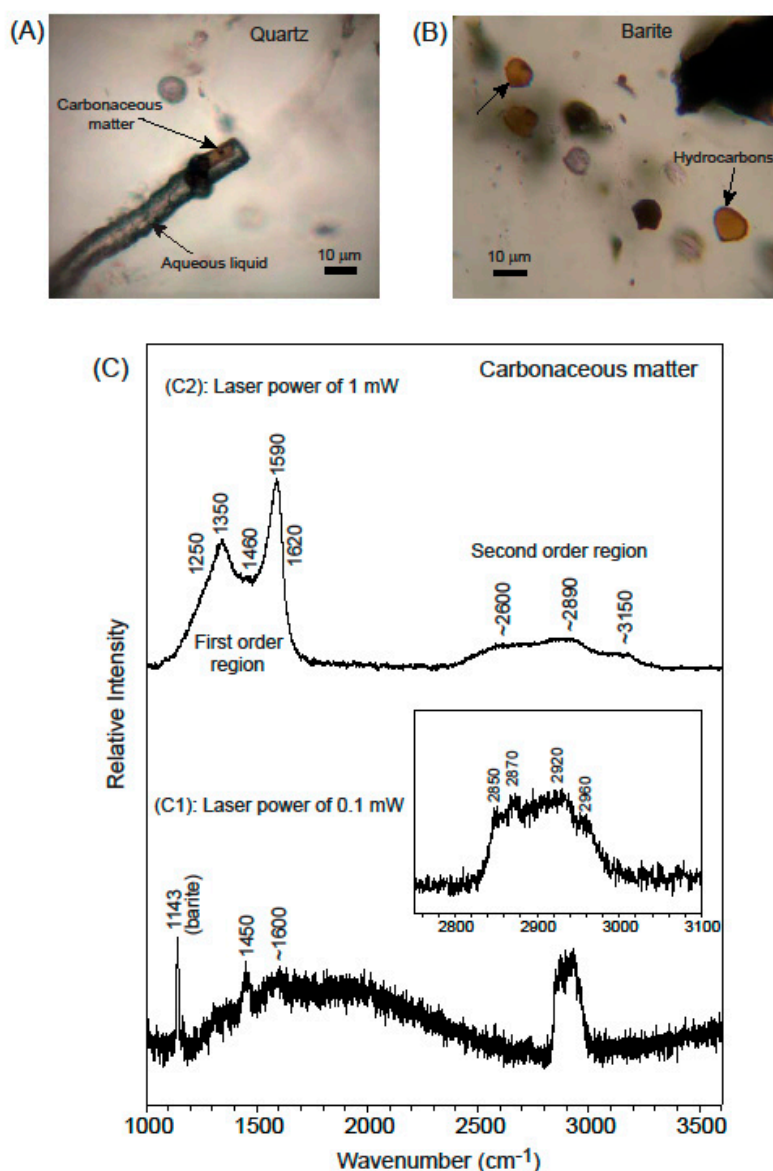 (A)
Quartz
Carbonaceous
matter
Aqueous liquid
10 μm
(B)
Barite
Hydrocarbons
10 μm
(C)
(C2): Laser power of 1 mW
Carbonaceous matter
1250
1350
1460
1590
1620
First order
region
Second order region
~2600
~2890
~3150
Relative Intensity
(C1): Laser power of 0.1 mW
2850
2870
2920
2960
2800 2900 3000 3100
1143
(barite)
1450
~1600
1000 1500 2000 2500 3000 3500
Wavenumber (cm-1)